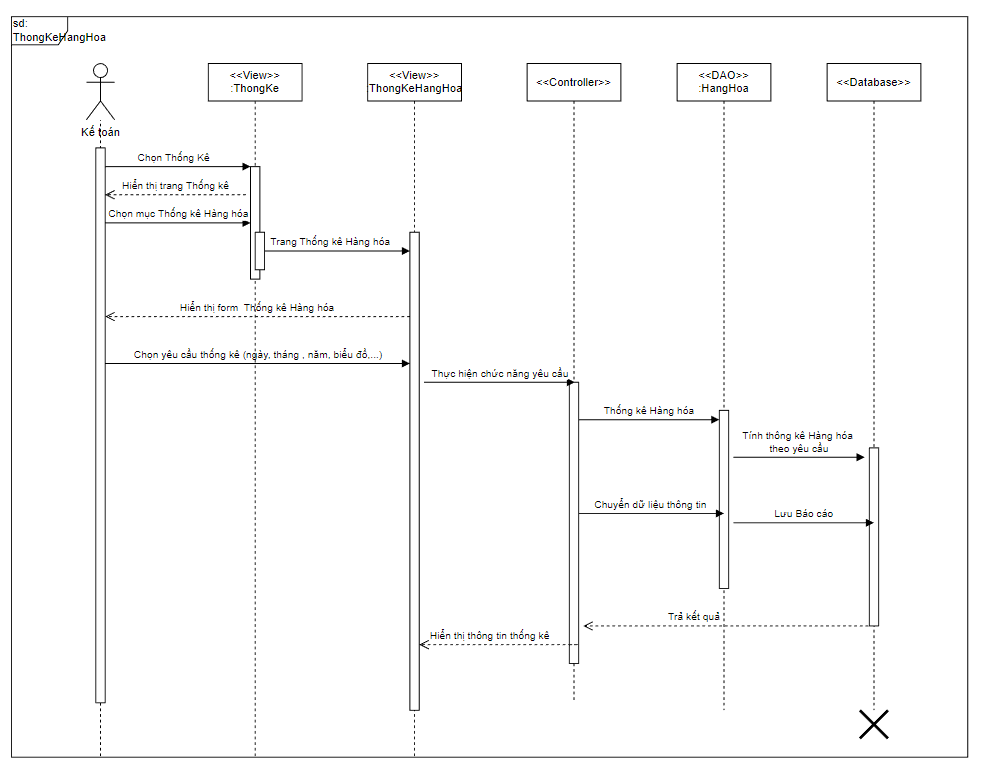 sd:
ThongKeHangHoa
<<View>>
:ThongKe
<<View>>
:ThongKeHangHoa
<<Controller>>
<<DAO>>
:HangHoa
<<Database>>
Kế toán
Chọn Thống Kê
Hiển thị trang Thống kê
Chọn mục Thống kê Hàng hóa
Trang Thống kê Hàng hóa
Hiển thị form Thống kê Hàng hóa
Chọn yêu cầu thống kê (ngày, tháng , năm, biểu đồ,...)
Thực hiện chức năng yêu cầu
Thống kê Hàng hóa
Tính thông kê Hàng hóa
theo yêu cầu
Chuyển dữ liệu thông tin
Lưu Báo cáo
Trả kết quả
Hiển thị thông tin thống kê